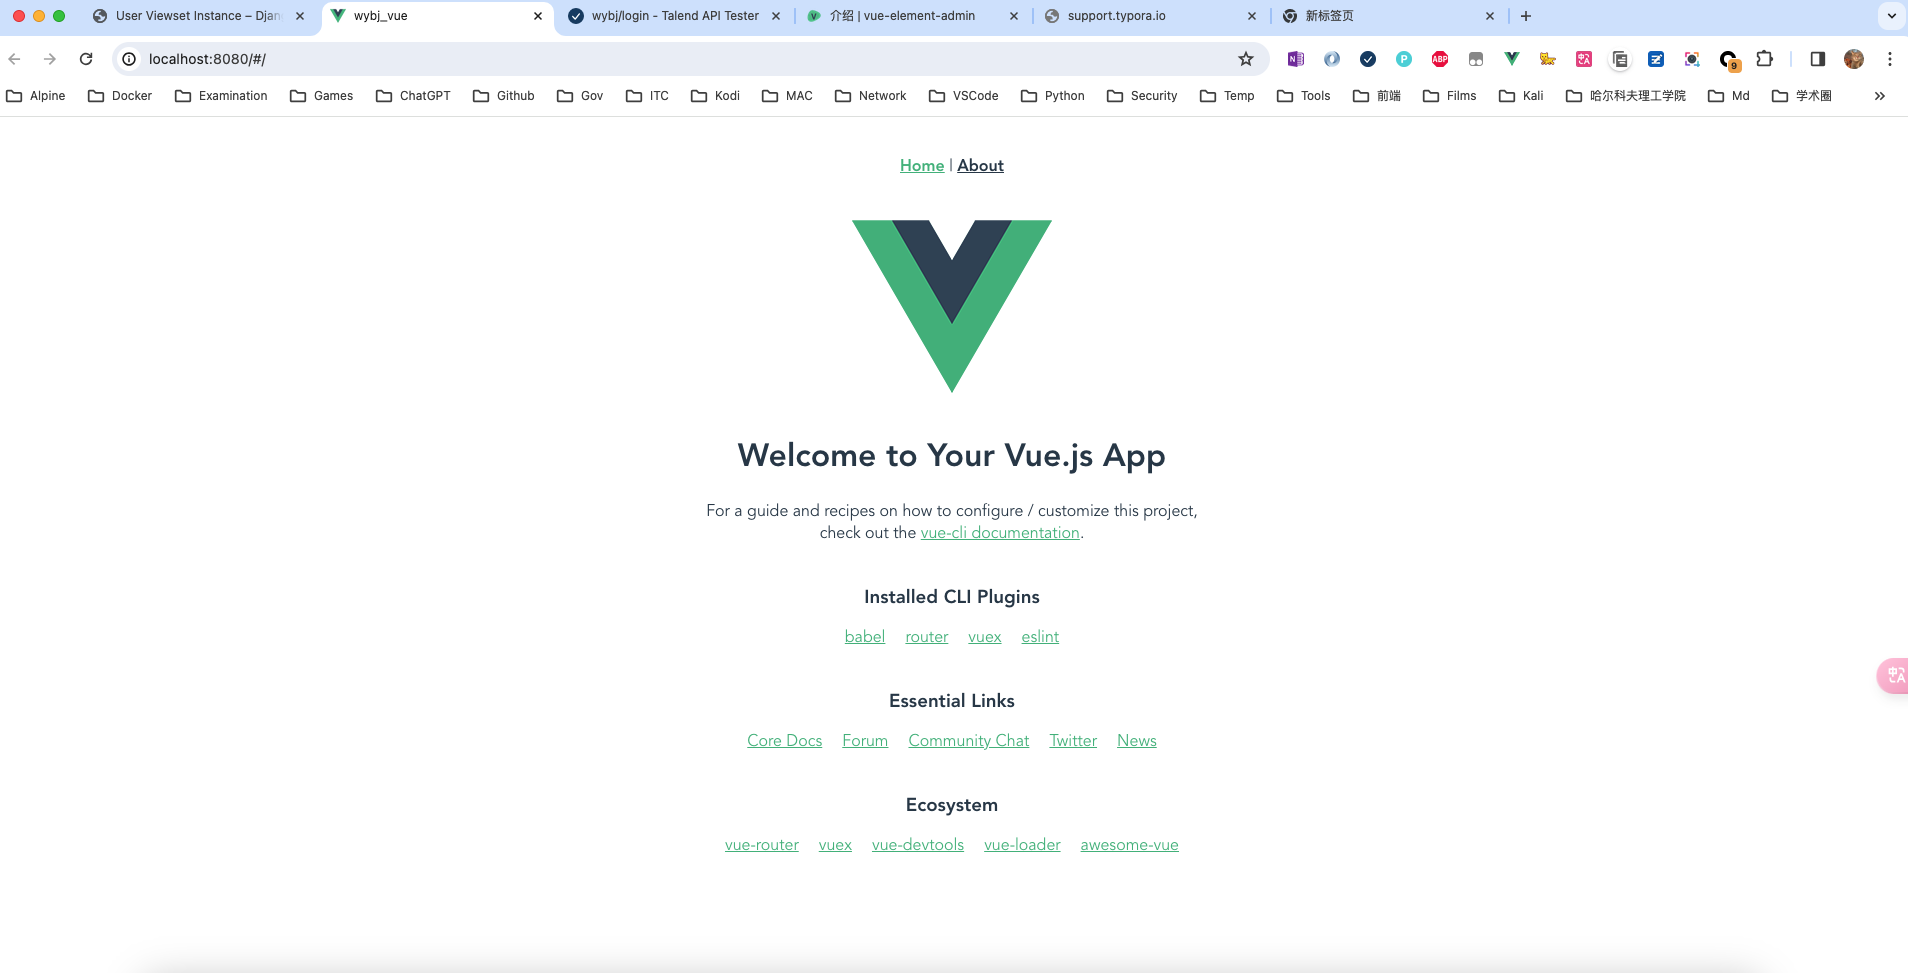 User Viewset Instance – Djan
wybj_vue
wybj/login - Talend API Tester
介绍 | vue-element-admin
support.typora.io
新标签页
localhost:8080/#/
N
P
ABP
9
Alpine
Docker
Examination
Games
ChatGPT
Github
Gov
ITC
Kodi
MAC
Network
VSCode
Python
Security
Temp
Tools
前端
Films
Kali
哈尔科夫理工学院
Md
学术圈
Home | About
Welcome to Your Vue.js App
For a guide and recipes on how to configure / customize this project,
check out the vue-cli documentation.
Installed CLI Plugins
babel router vuex eslint
Essential Links
Core Docs Forum Community Chat Twitter News
Ecosystem
vue-router vuex vue-devtools vue-loader awesome-vue